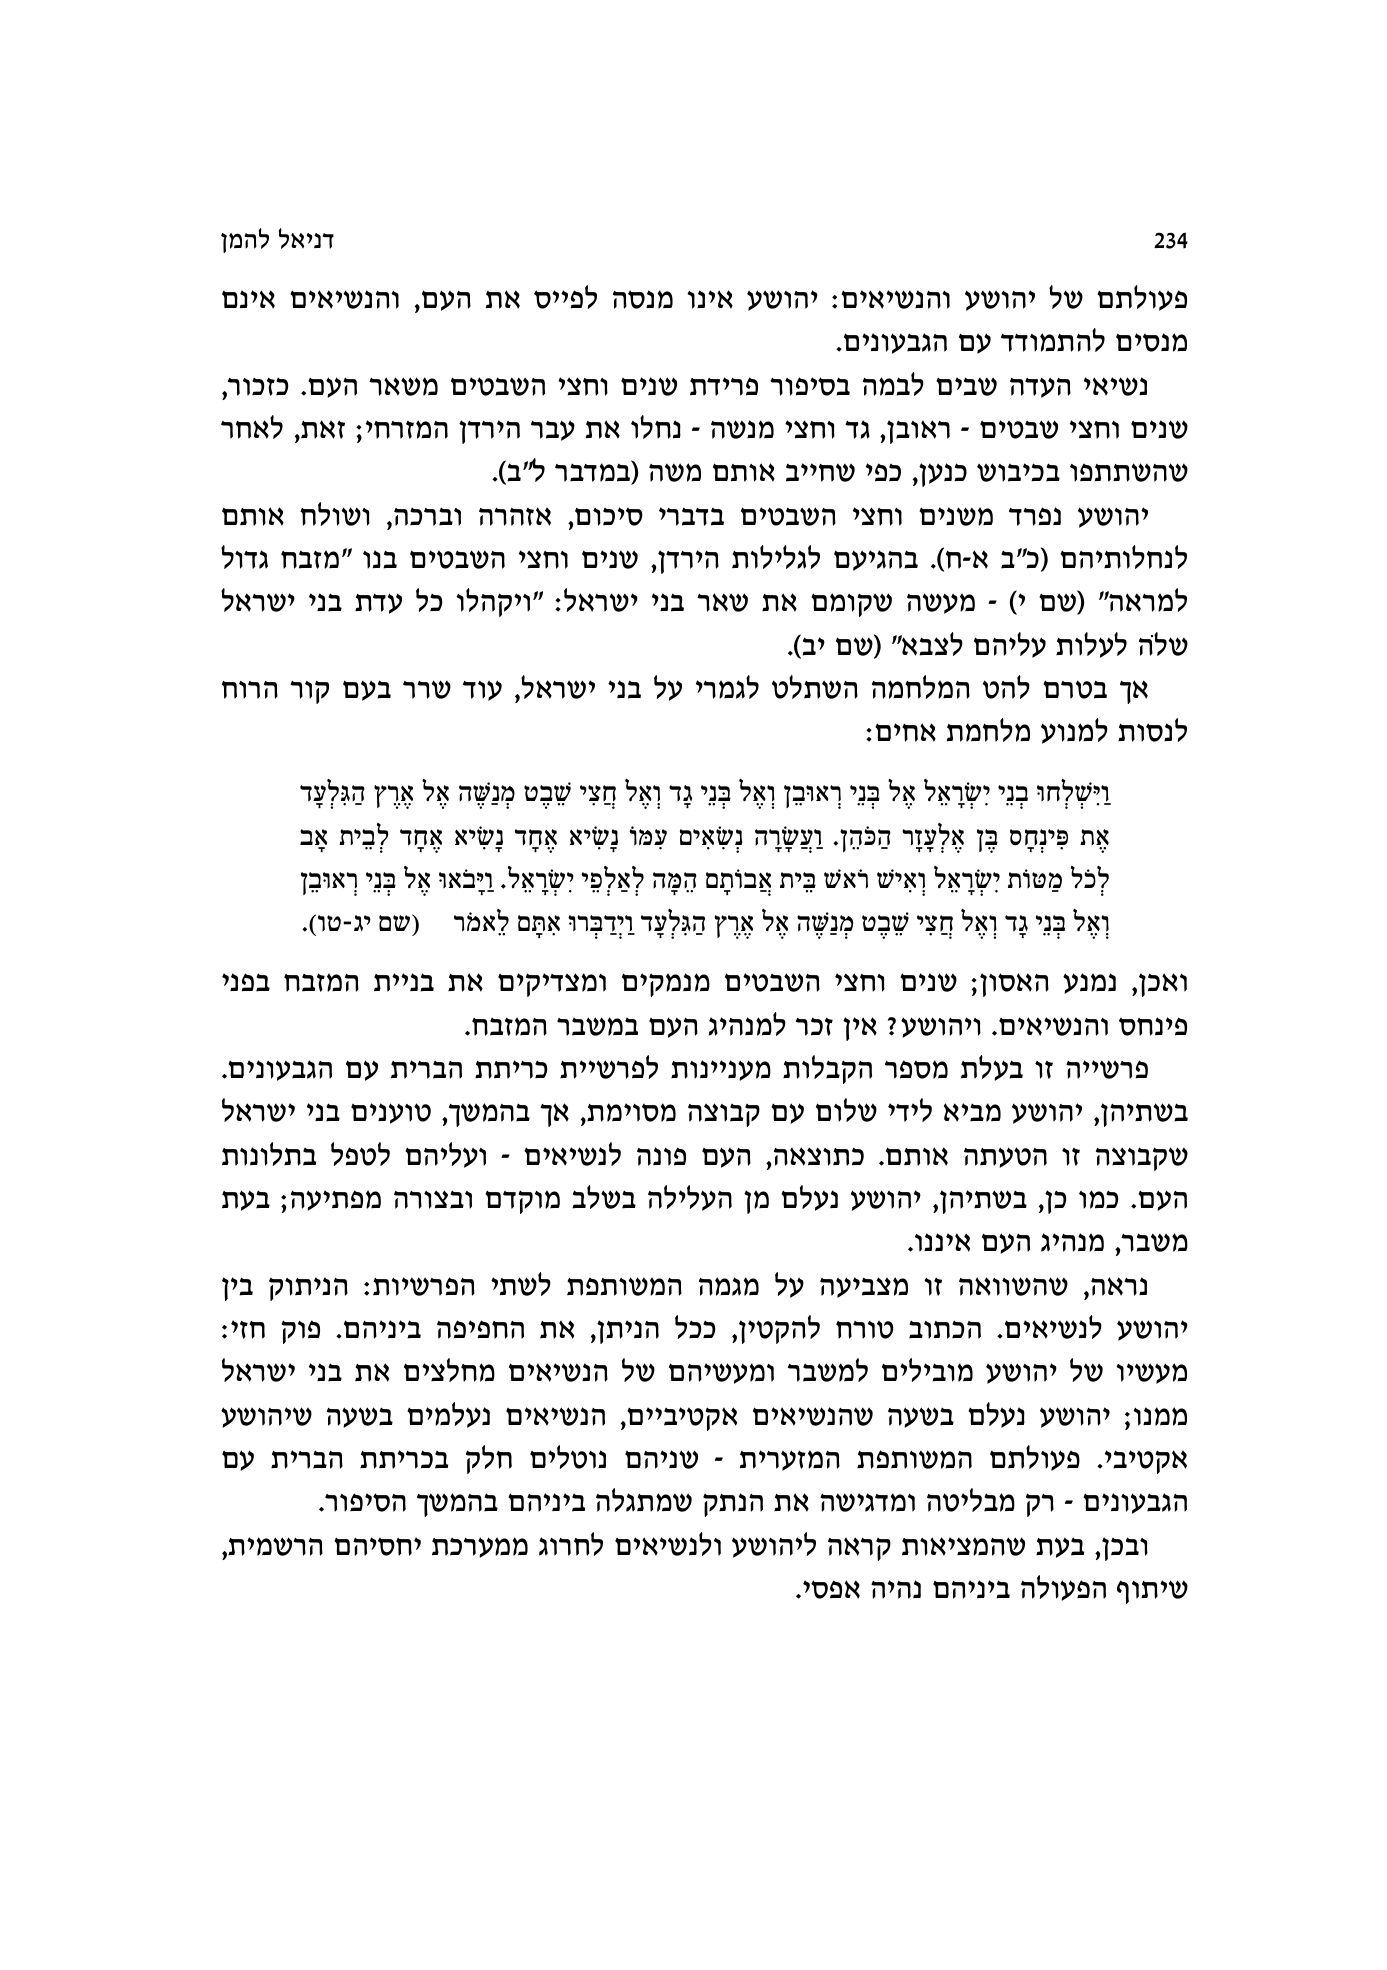 234 דניאל להמן
פעולתם של יהושע והנשיאים: יהושע אינו מנסה לפייס את העם, והנשיאים אינם
מנסים להתמודד עם הגבעונים.
נשיאי העדה שבים לבמה בסיפור פרידת שנים וחצי השבטים משאר העם. כזכור,
שנים וחצי שבטים - ראובן, גד וחצי מנשה - נחלו את עבר הירדן המזרחי; זאת, לאחר
שהשתתפו בכיבוש כנען, כפי שחייב אותם משה (במדבר ל"ב).
יהושע נפרד משנים וחצי השבטים בדברי סיכום, אזהרה וברכה, ושולח אותם
לנחלותיהם (כ"ב א-ח). בהגיעם לגלילות הירדן, שנים וחצי השבטים בנו "מזבח גדול
למראה" (שם י) - מעשה שקומם את שאר בני ישראל: "ויקהלו כל עדת בני ישראל
שלֹה לעלות עליהם לצבא" (שם יב).
אך בטרם להט המלחמה השתלט לגמרי על בני ישראל, עוד שרר בעם קור הרוח
לנסות למנוע מלחמת אחים:
וַיִּשְׁלְחוּ בְנֵי יִשְׂרָאֵל אֶל בְּנֵי רְאוּבֵן וְאֶל בְּנֵי גָד וְאֶל חֲצִי שֵׁבֶט מְנַשֶּׁה אֶל אֶרֶץ הַגִּלְעָד
אֶת פִּינְחָס בֶּן אֶלְעָזָר הַכֹּהֵן. וַעֲשָׂרָה נְשִׂאִים עִמּוֹ נָשִׂיא אֶחָד נָשִׂיא אֶחָד לְבֵית אָב
לְכֹל מַטּוֹת יִשְׂרָאֵל וְאִישׁ רֹאשׁ בֵּית אֲבוֹתָם הֵמָּה לְאַלְפֵי יִשְׂרָאֵל. וַיָּבֹאוּ אֶל בְּנֵי רְאוּבֵן
וְאֶל בְּנֵי גָד וְאֶל חֲצִי שֵׁבֶט מְנַשֶּׁה אֶל אֶרֶץ הַגִּלְעָד וַיְדַבְּרוּ אִתָּם לֵאמֹר (שם יג-טו).
ואכן, נמנע האסון; שנים וחצי השבטים מנמקים ומצדיקים את בניית המזבח בפני
פינחס והנשיאים. ויהושע? אין זכר למנהיג העם במשבר המזבח.
פרשייה זו בעלת מספר הקבלות מעניינות לפרשיית כריתת הברית עם הגבעונים.
בשתיהן, יהושע מביא לידי שלום עם קבוצה מסוימת, אך בהמשך, טוענים בני ישראל
שקבוצה זו הטעתה אותם. כתוצאה, העם פונה לנשיאים - ועליהם לטפל בתלונות
העם. כמו כן, בשתיהן, יהושע נעלם מן העלילה בשלב מוקדם ובצורה מפתיעה; בעת
משבר, מנהיג העם איננו.
נראה, שהשוואה זו מצביעה על מגמה המשותפת לשתי הפרשיות: הניתוק בין
יהושע לנשיאים. הכתוב טורח להקטין, ככל הניתן, את החפיפה ביניהם. פוק חזי:
מעשיו של יהושע מובילים למשבר ומעשיהם של הנשיאים מחלצים את בני ישראל
ממנו; יהושע נעלם בשעה שהנשיאים אקטיביים, הנשיאים נעלמים בשעה שיהושע
אקטיבי. פעולתם המשותפת המזערית - שניהם נוטלים חלק בכריתת הברית עם
הגבעונים - רק מבליטה ומדגישה את הנתק שמתגלה ביניהם בהמשך הסיפור.
ובכן, בעת שהמציאות קראה ליהושע ולנשיאים לחרוג ממערכת יחסיהם הרשמית,
שיתוף הפעולה ביניהם נהיה אפסי.